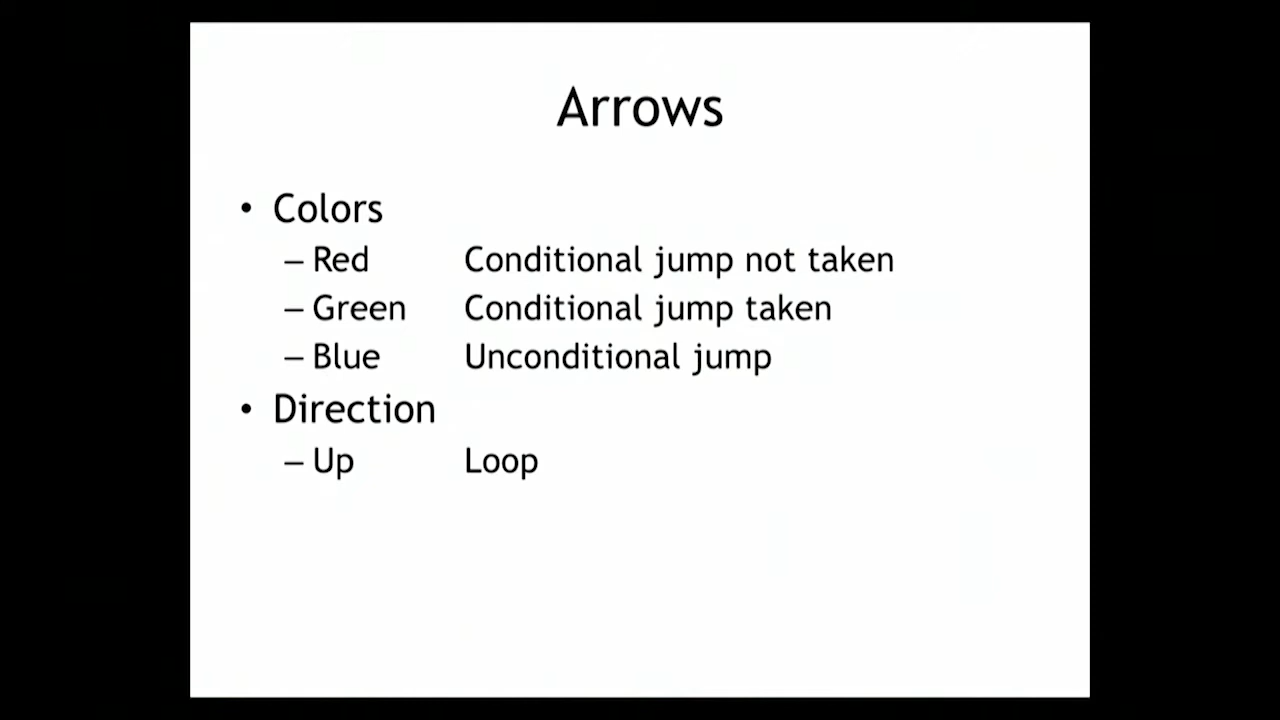 Arrows
• Colors
– Red Conditional jump not taken
– Green Conditional jump taken
– Blue Unconditional jump
• Direction
– Up Loop